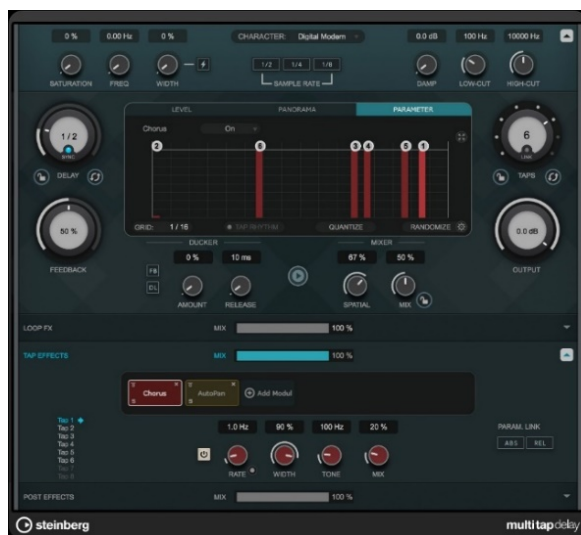 0 % 0.00 Hz 0 % CHARACTER: Digital Modern 0.0 dB 100 Hz 10000 Hz
1/2 1/4 1/8
SATURATION FREQ WIDTH SAMPLE RATE DAMP LOW-CUT HIGH-CUT
LEVEL PANORAMA PARAMETER
Chorus On
1/2 SYNC
6 LINK
2 6 3 4 5 1
DELAY TAPS
GRID: 1 / 16 TAP RHYTHM QUANTIZE RANDOMIZE
50 % 0.0 dB
DUCKER MIXER
0 % 10 ms 67 % 50 %
FEEDBACK FB OUTPUT
DL
AMOUNT RELEASE SPATIAL MIX
LOOP FX MIX 100 %
TAP EFFECTS MIX 100 %
Chorus AutoPan Add Modul
Tap 1
Tap 2
Tap 3
Tap 4
Tap 5
Tap 6
Tap 7
Tap 8
1.0 Hz 90 % 100 Hz 20 % PARAM. LINK
ABS REL
RATE WIDTH TONE MIX
POST EFFECTS MIX 100 %
steinberg multitapdelay